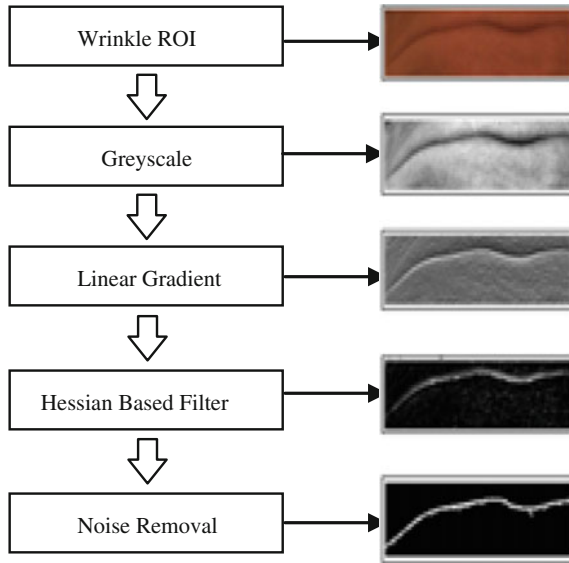 Wrinkle ROI
Greyscale
Linear Gradient
Hessian Based Filter
Noise Removal